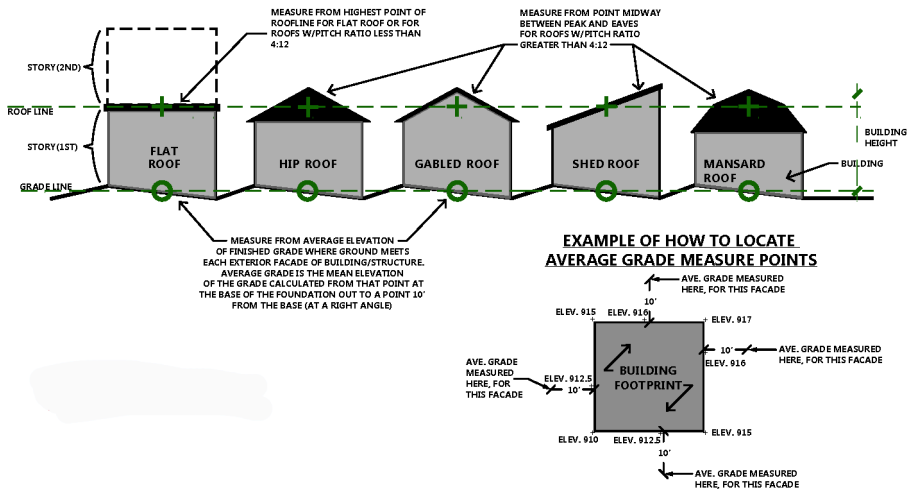 MEASURE FROM HIGHEST POINT OF
ROOFLINE FOR FLAT ROOF OR FOR
ROOFS W/PITCH RATIO LESS THAN
4:12
MEASURE FROM POINT MIDWAY
BETWEEN PEAK AND EAVES
FOR ROOFS W/PITCH RATIO
GREATER THAN 4:12
STORY(2ND)
ROOF LINE
STORY(1ST)
GRADE LINE
FLAT
ROOF
HIP ROOF
GABLED ROOF
SHED ROOF
MANSARD
ROOF
BUILDING
HEIGHT
BUILDING
MEASURE FROM AVERAGE ELEVATION
OF FINISHED GRADE WHERE GROUND MEETS
EACH EXTERIOR FACADE OF BUILDING/STRUCTURE.
AVERAGE GRADE IS THE MEAN ELEVATION
OF THE GRADE CALCULATED FROM THAT POINT AT
THE BASE OF THE FOUNDATION OUT TO A POINT 10'
FROM THE BASE (AT A RIGHT ANGLE)
EXAMPLE OF HOW TO LOCATE
AVERAGE GRADE MEASURE POINTS
AVE. GRADE MEASURED
HERE, FOR THIS FACADE
10'
ELEV. 915
ELEV. 916
ELEV. 917
10'
AVE. GRADE MEASURED
HERE, FOR THIS FACADE
ELEV. 916
AVE. GRADE
MEASURED
HERE, FOR
THIS FACADE
ELEV. 912.5
10'
BUILDING
FOOTPRINT
ELEV. 910
ELEV. 912.5
ELEV. 915
10'
AVE. GRADE MEASURED
HERE, FOR THIS FACADE